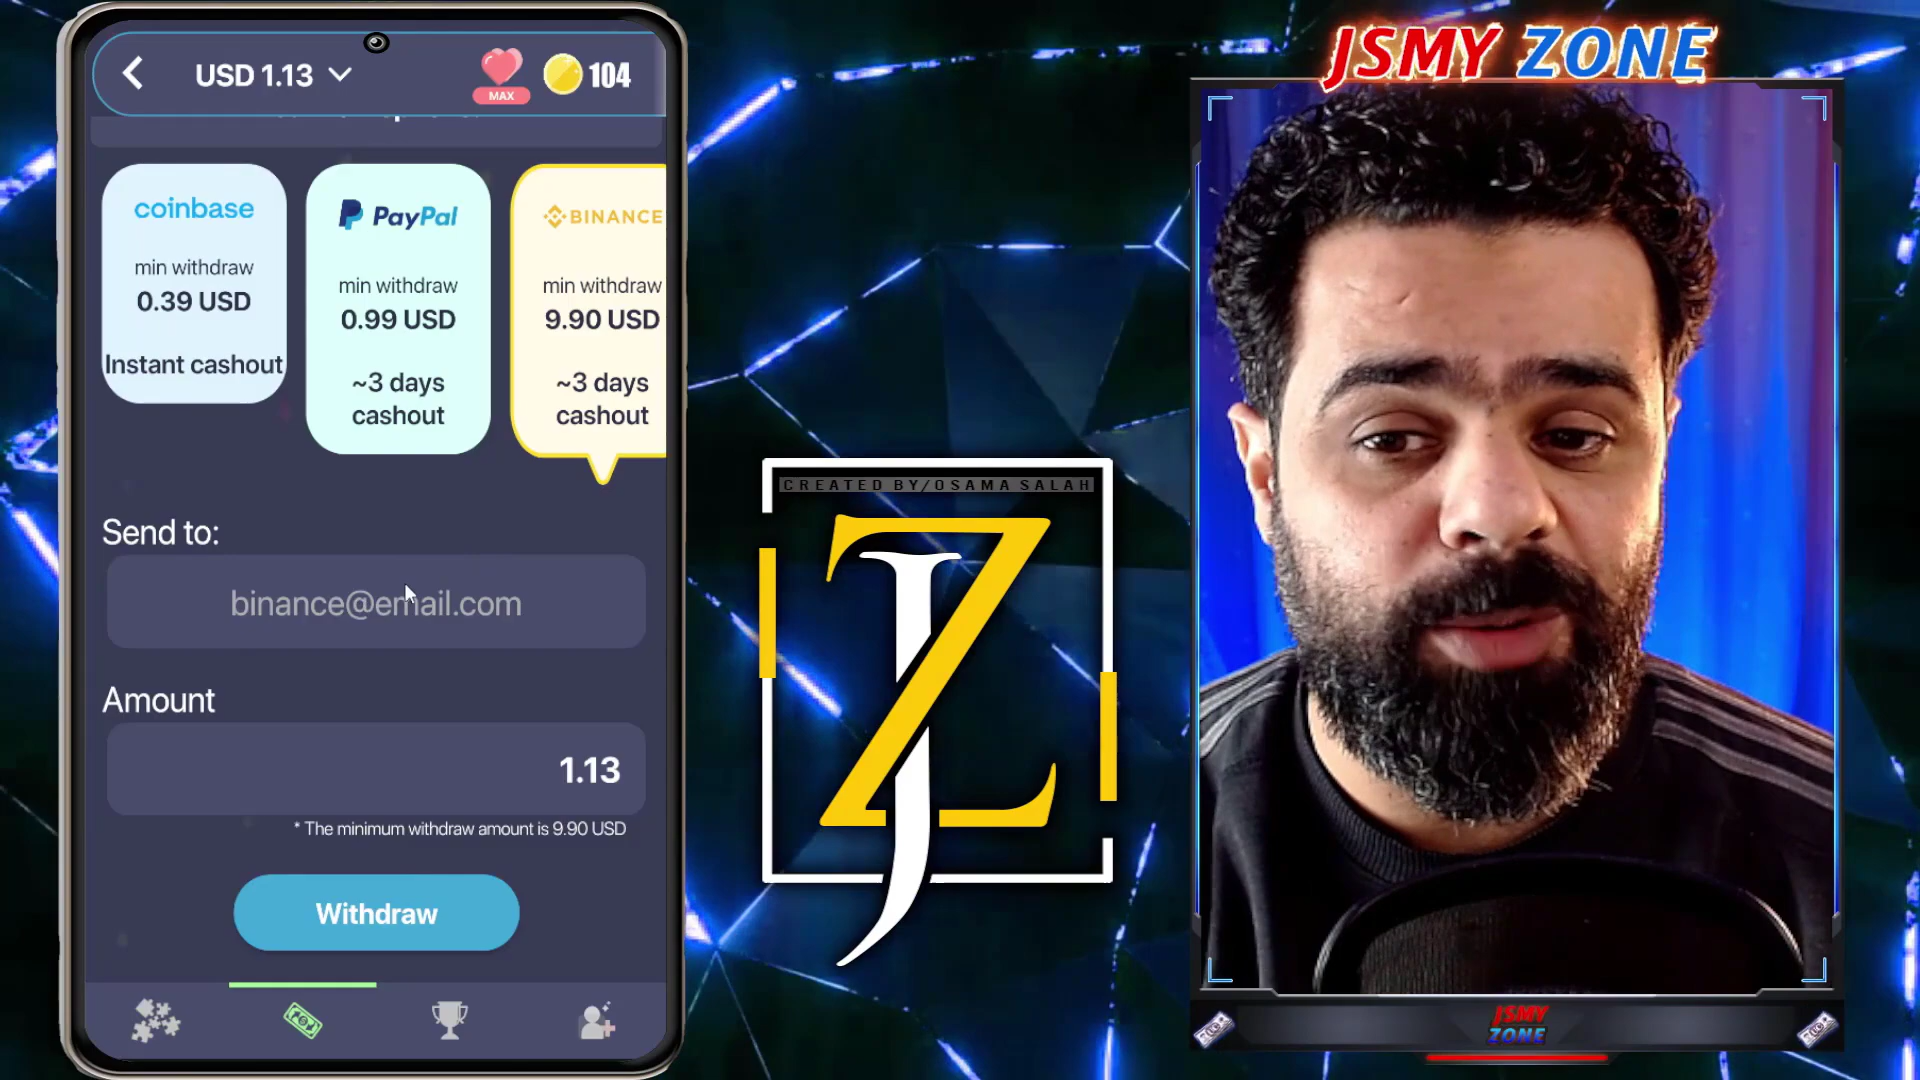 USD 1.13
MAX
104
coinbase
min withdraw
0.39 USD
Instant cashout
PayPal
min withdraw
0.99 USD
~3 days
cashout
BINANCE
min withdraw
9.90 USD
~3 days
cashout
Send to:
binance@email.com
Amount
1.13
* The minimum withdraw amount is 9.90 USD
Withdraw
CREATED BY/OSAMA SALAH
JZ
JSMY ZONE
JSMY
ZONE